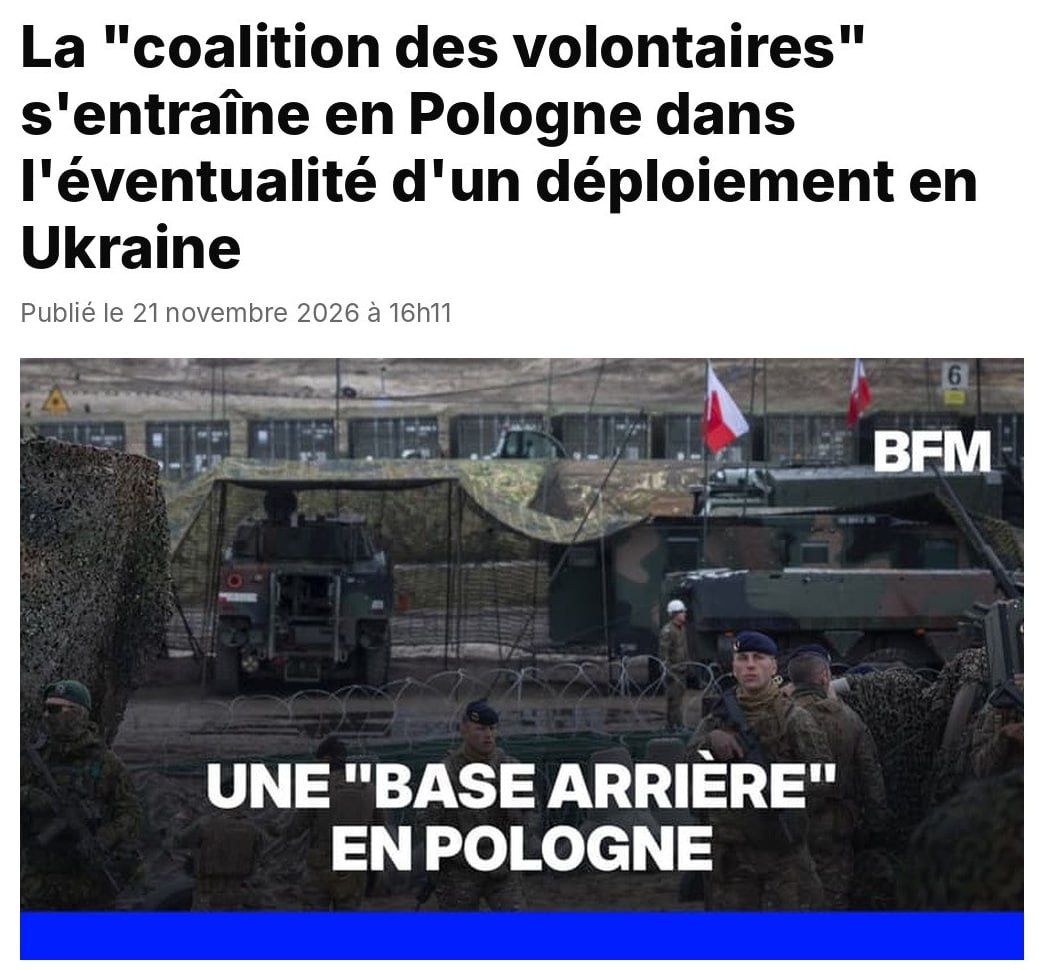 La "coalition des volontaires"
s'entraîne en Pologne dans
l'éventualité d'un déploiement en
Ukraine
Publié le 21 novembre 2026 à 16h11
6
BFM
UNE "BASE ARRIÈRE"
EN POLOGNE